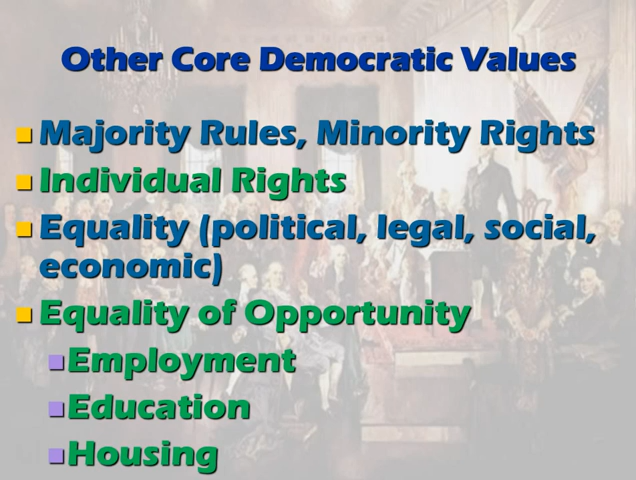 Other Core Democratic Values
Majority Rules, Minority Rights
Individual Rights
Equality (political, legal, social,
economic)
Equality of Opportunity
Employment
Education
Housing